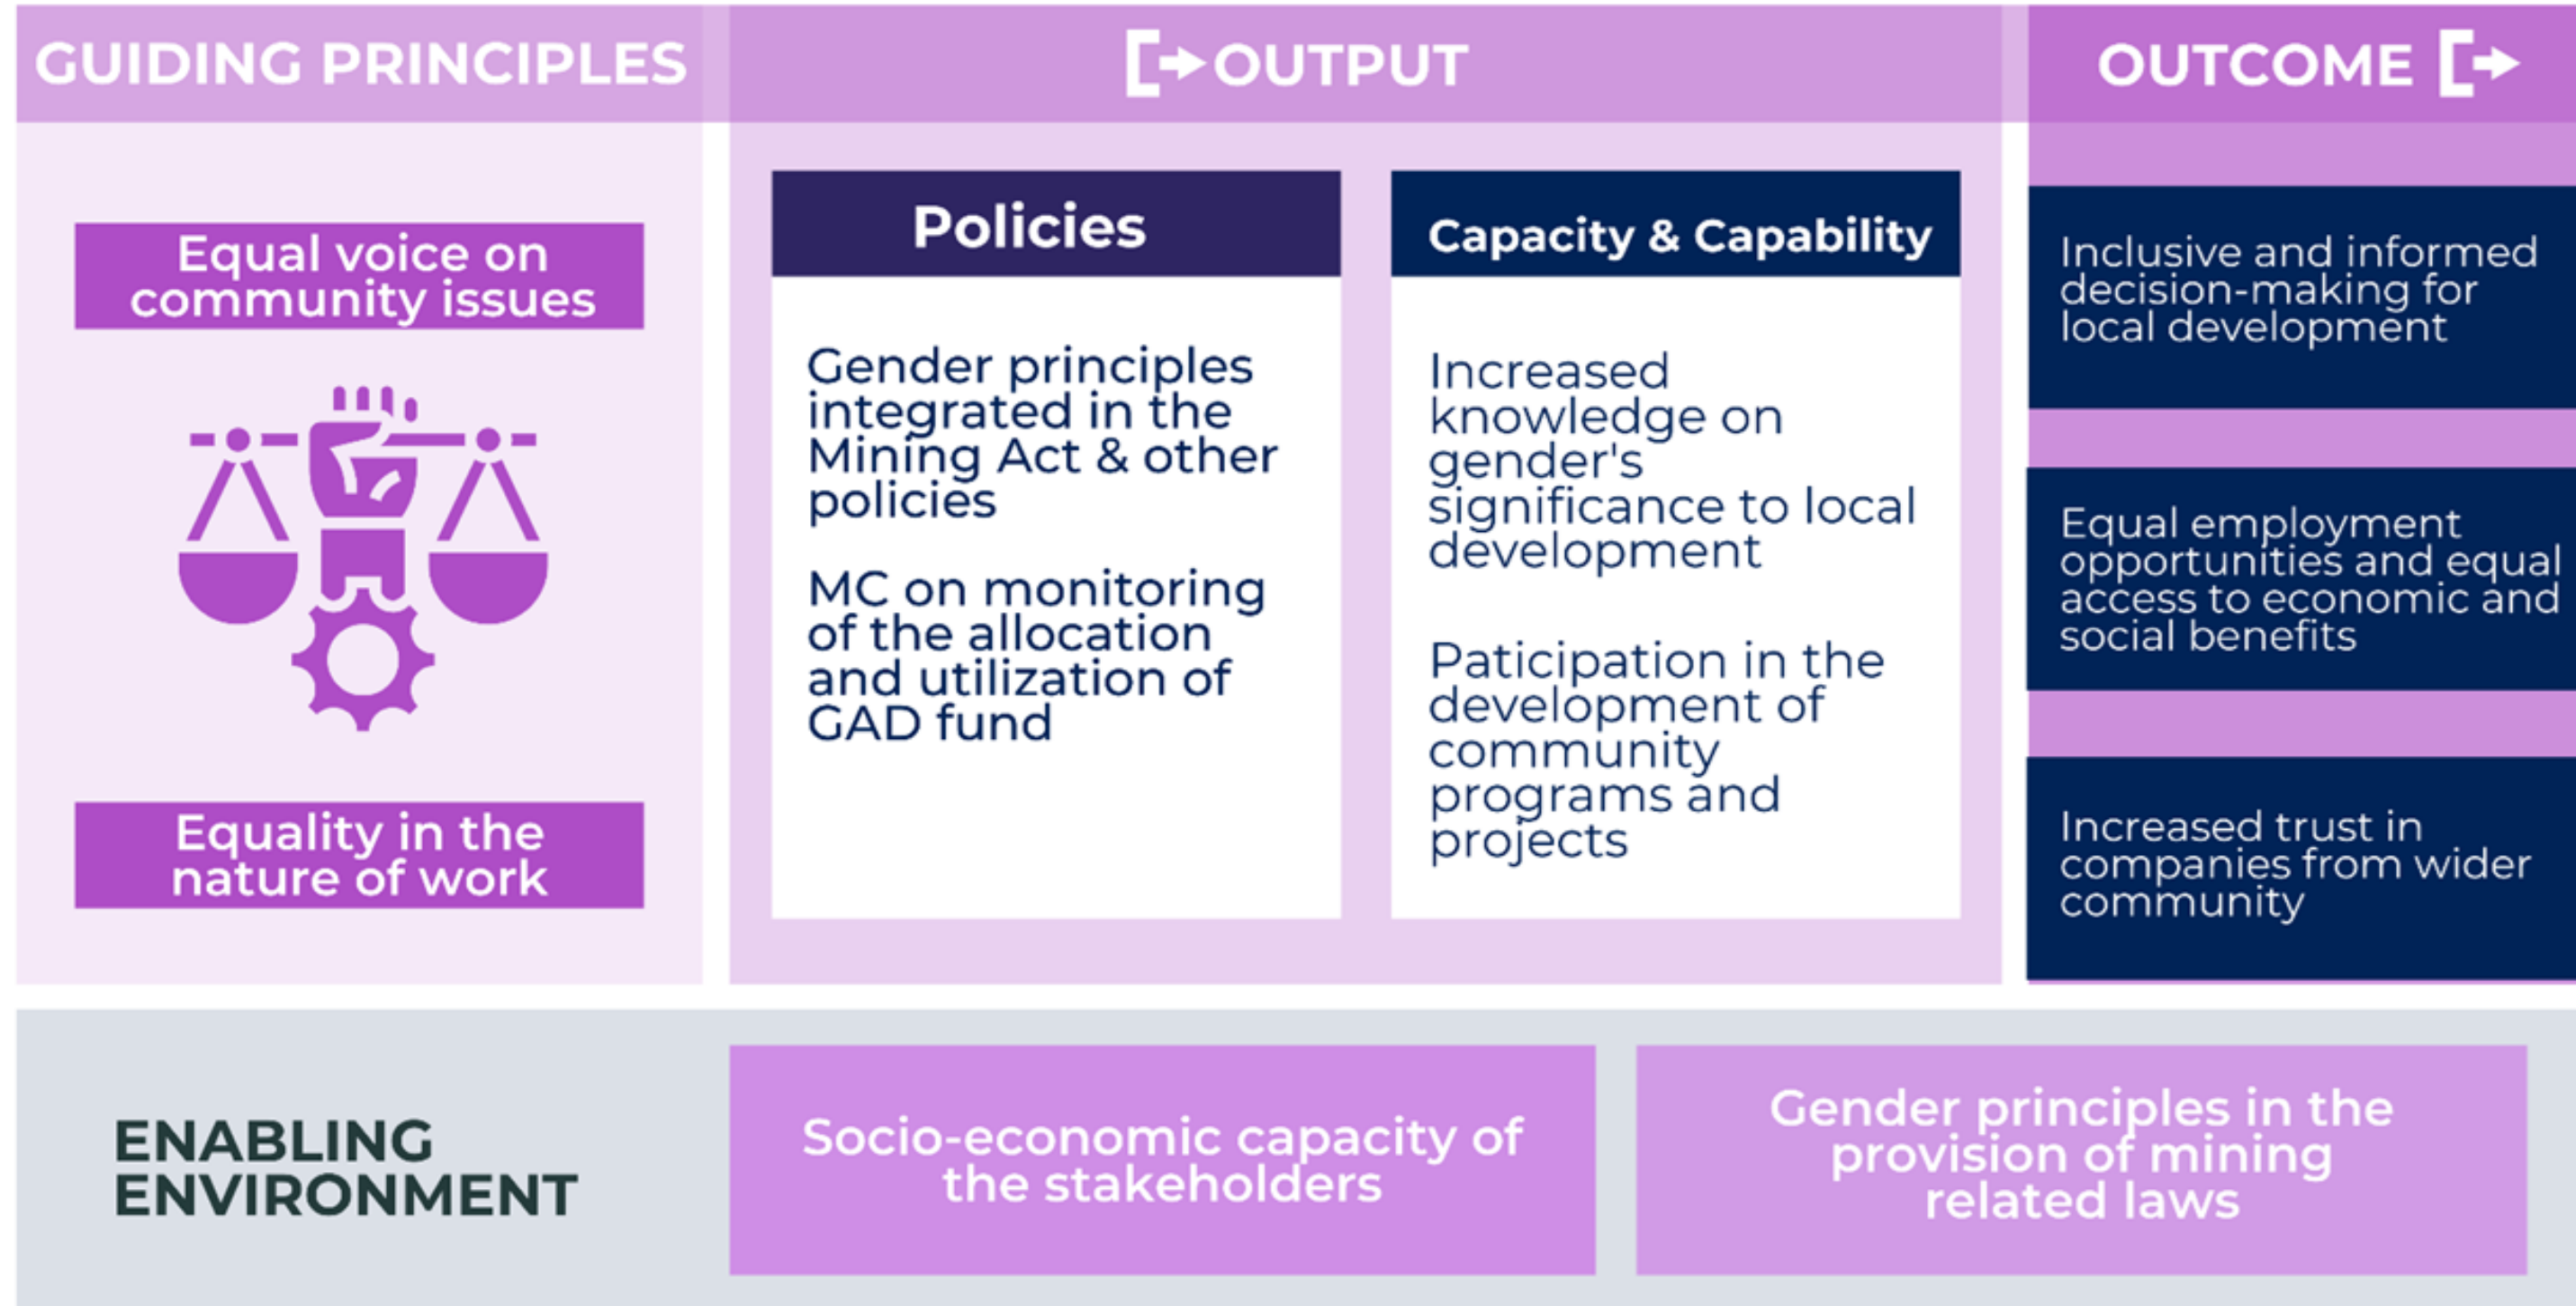 GUIDING PRINCIPLES
Equal voice on
community issues
Equality in the
nature of work
OUTPUT
Policies
Gender principles
integrated in the
Mining Act & other
policies
MC on monitoring
of the allocation
and utilization of
GAD fund
Capacity & Capability
Increased
knowledge on
gender's
significance to local
development
Paticipation in the
development of
community
programs and
projects
OUTCOME
Inclusive and informed
decision-making for
local development
Equal employment
opportunities and equal
access to economic and
social benefits
Increased trust in
companies from wider
community
ENABLING
ENVIRONMENT
Socio-economic capacity of
the stakeholders
Gender principles in the
provision of mining
related laws